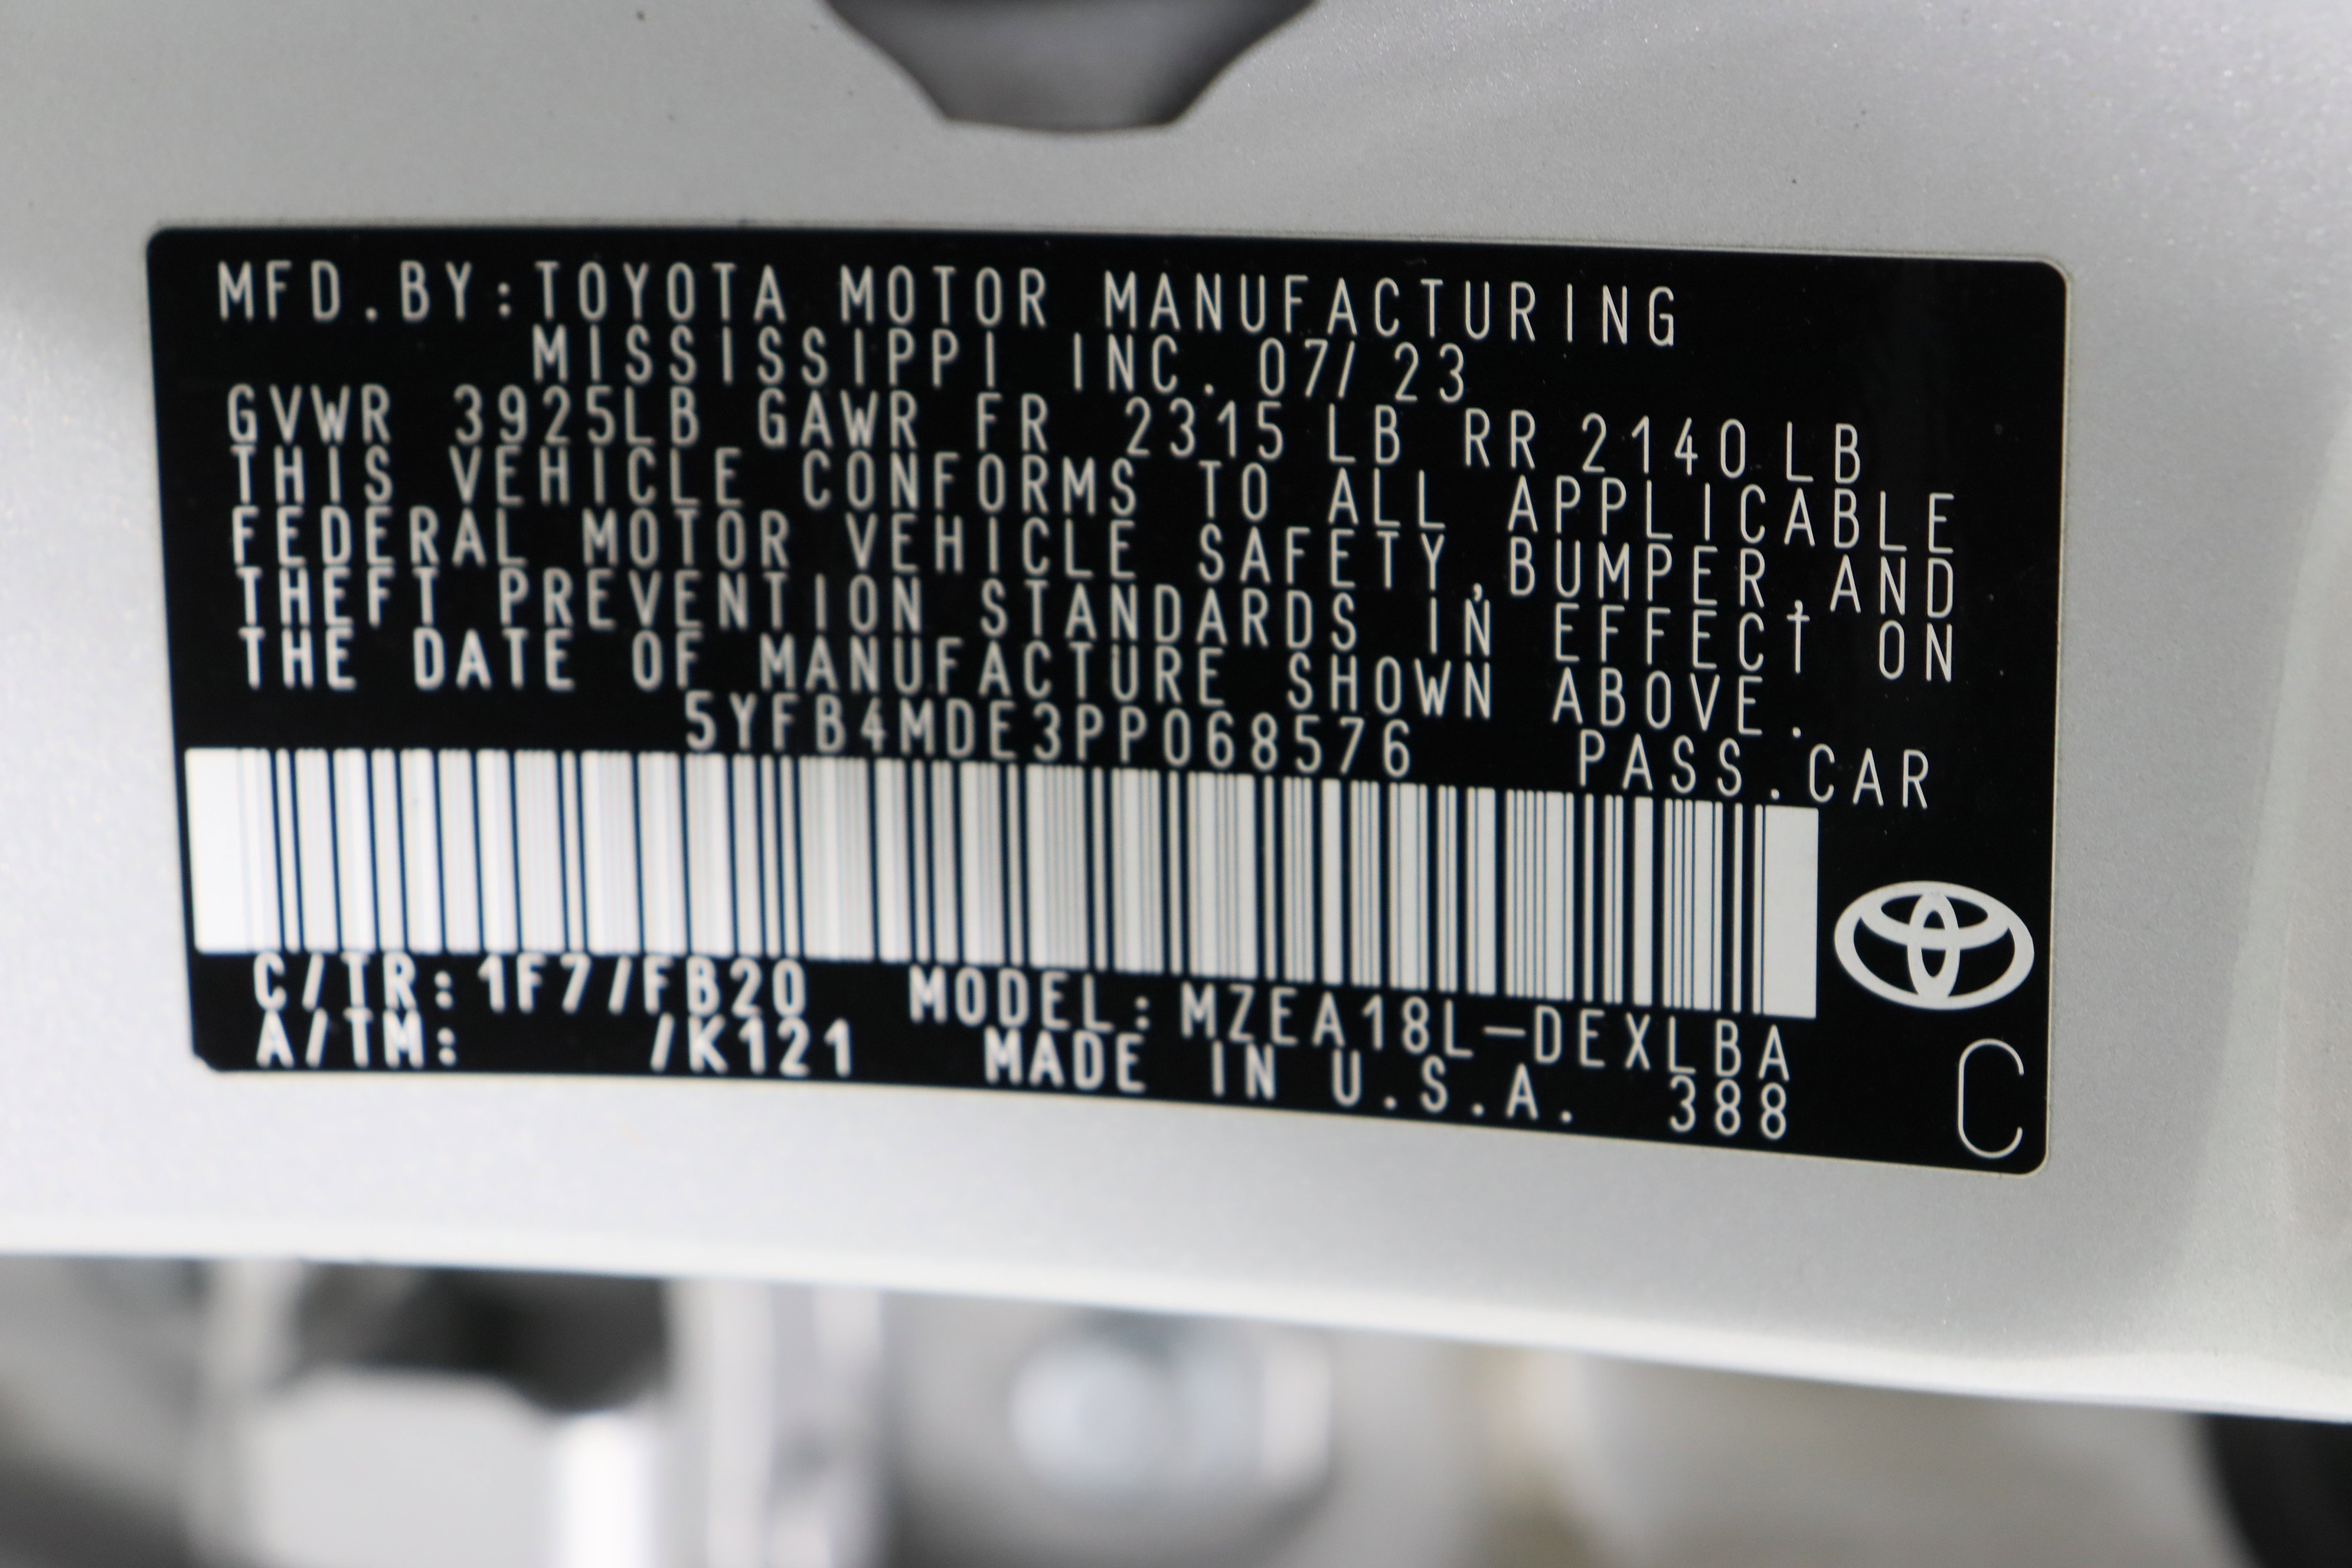 MFD.BY:TOYOTA MOTOR MANUFACTURING
MISSISSIPPI INC. 07/23
GVWR 3925LB GAWR FR 2315 LB RR 2140 LB
THIS VEHICLE CONFORMS TO ALL APPLICABLE
FEDERAL MOTOR VEHICLE SAFETY,BUMPER,AND
THEFT PREVENTION STANDARDS IN EFFECT ON
THE DATE OF MANUFACTURE SHOWN ABOVE.
5YFB4MDE3PP068576 PASS.CAR
C/TR:1F7/FB20 MODEL:MZEA18L-DEXLBA
A/TM: /K121 MADE IN U.S.A. 388
C